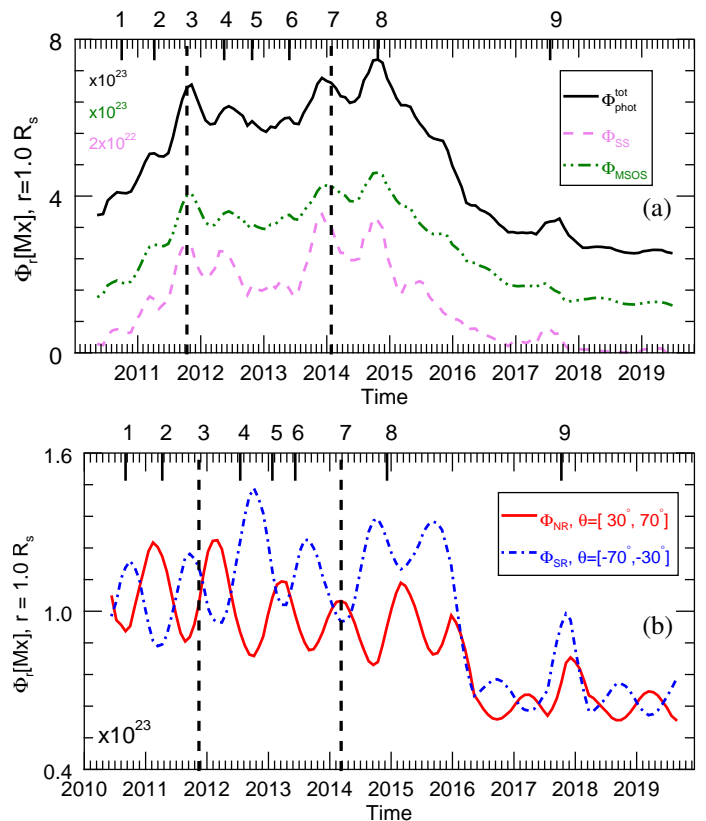 1 2 3 4 5 6 7 8 9
8
x10^23
x10^23
2x10^22
Φ^tot_phot
Φ_SS
Φ_MSOS
4
(a)
Φ_r[Mx], r=1.0 R_s
0
2011 2012 2013 2014 2015 2016 2017 2018 2019
Time
1 2 3 4 5 6 7 8 9
1.6
Φ_NR, θ=[ 30°, 70°]
Φ_SR, θ=[-70°,-30°]
1.0
(b)
Φ_r[Mx], r = 1.0 R_s
x10^23
0.4
2010 2011 2012 2013 2014 2015 2016 2017 2018 2019
Time